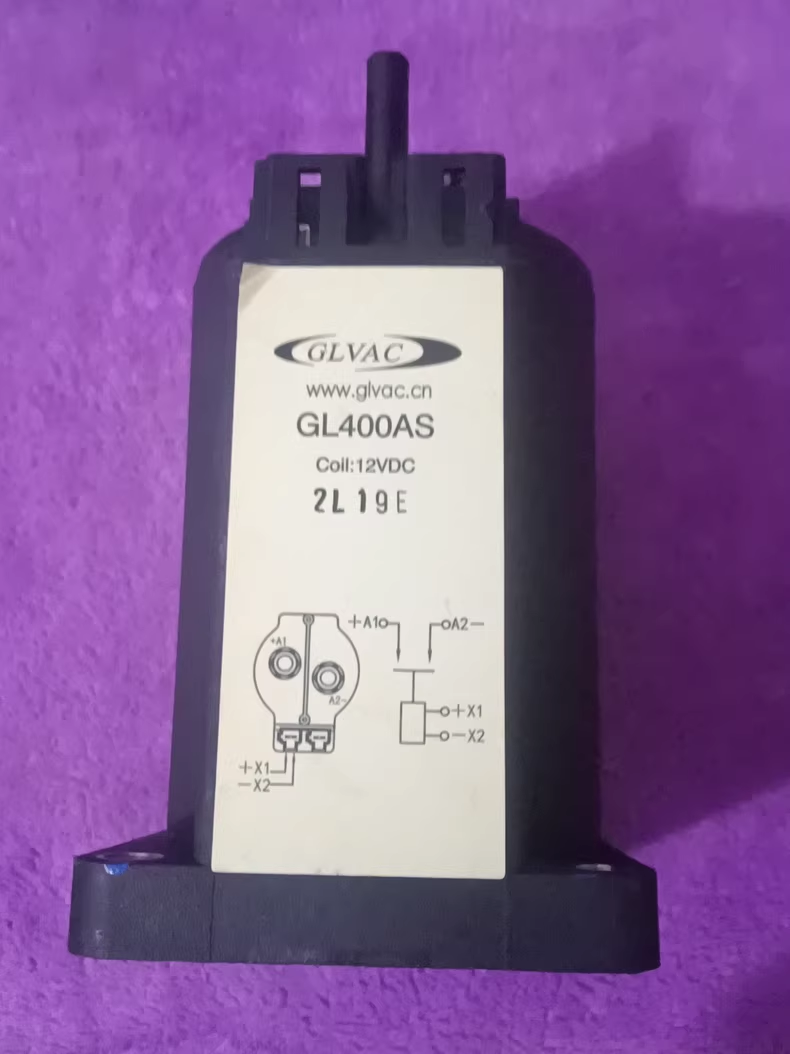 GLVAC
www.glvac.cn
GL400AS
Coil:12VDC
2L 19E
+A1
A2-
+X1
-X2
+A1
A2-
+X1
-X2